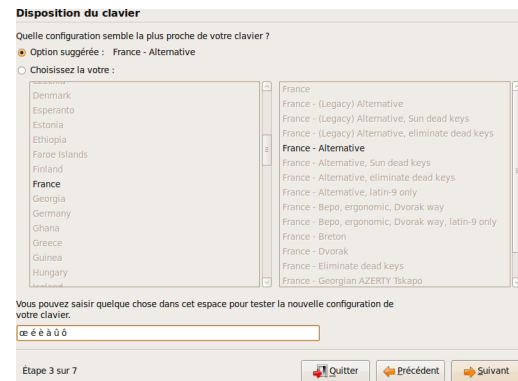 Disposition du clavier
Quelle configuration semble la plus proche de votre clavier ?
Option suggérée : France - Alternative
Choisissez la votre :
Denmark
Esperanto
Estonia
Ethiopia
Faroe Islands
Finland
France
Georgia
Germany
Ghana
Greece
Guinea
Hungary
France
France - (Legacy) Alternative
France - (Legacy) Alternative, Sun dead keys
France - (Legacy) Alternative, eliminate dead keys
France - Alternative
France - Alternative, Sun dead keys
France - Alternative, eliminate dead keys
France - Alternative, latin-9 only
France - Bepo, ergonomic, Dvorak way
France - Bepo, ergonomic, Dvorak way, latin-9 only
France - Breton
France - Dvorak
France - Eliminate dead keys
France - Georgian AZERTY Tskapo
Vous pouvez saisir quelque chose dans cet espace pour tester la nouvelle configuration de
votre clavier.
œ é è à û ô
Étape 3 sur 7
Quitter
Précédent
Suivant